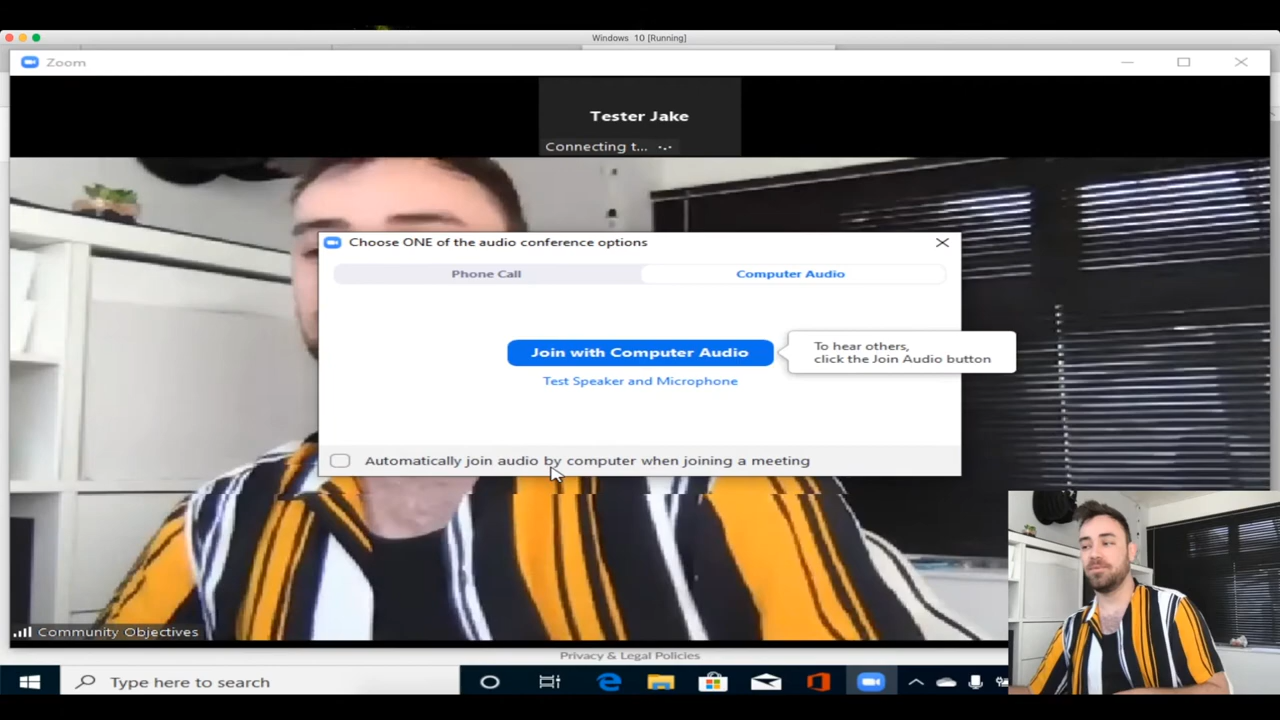 Windows 10 [Running]
Zoom
Tester Jake
Connecting t...
Choose ONE of the audio conference options
Phone Call
Computer Audio
Join with Computer Audio
To hear others,
click the Join Audio button
Test Speaker and Microphone
Automatically join audio by computer when joining a meeting
Community Objectives
Privacy & Legal Policies
Type here to search